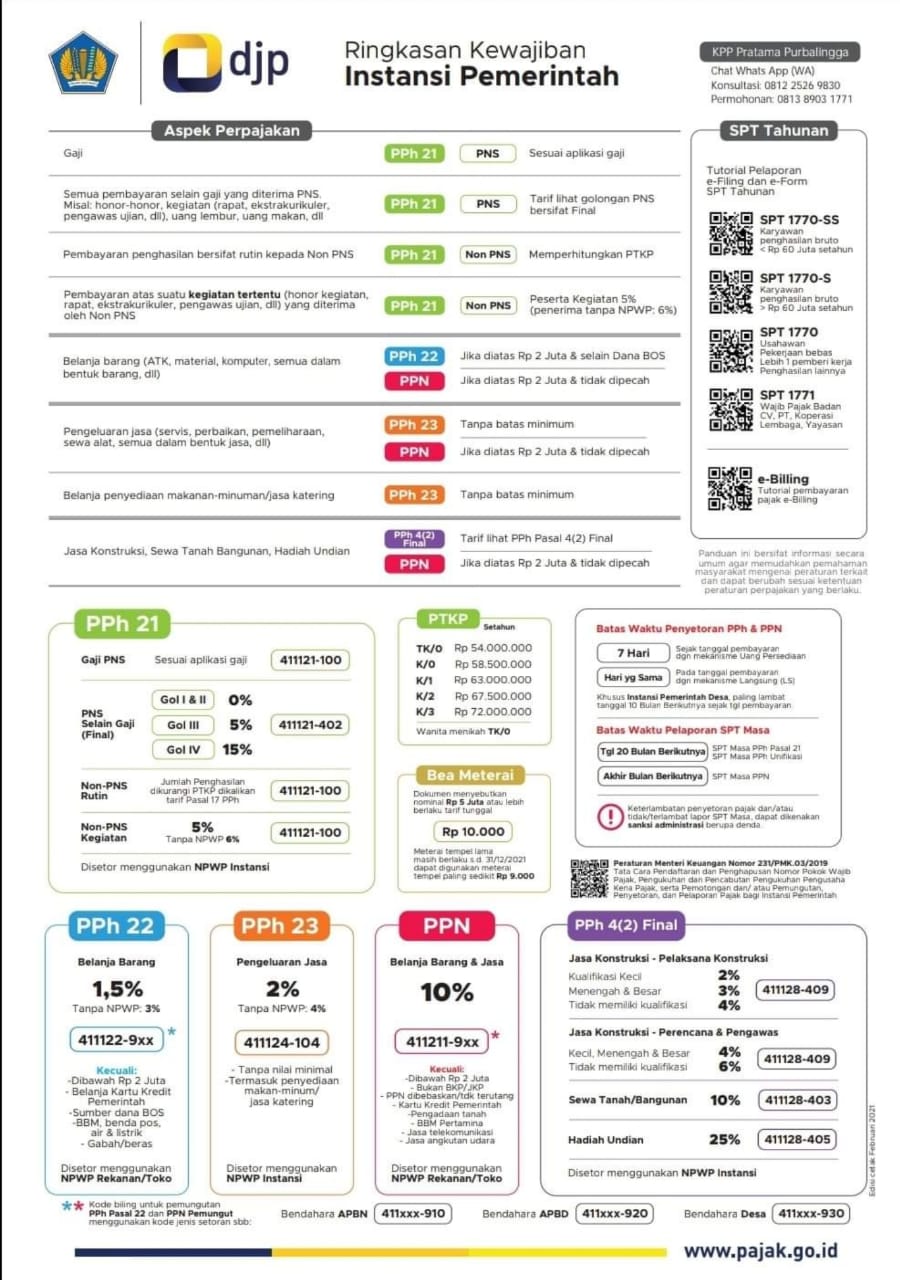 djp
Ringkasan Kewajiban
Instansi Pemerintah
KPP Pratama Purbalingga
Chat Whats App (WA)
Konsultasi: 0812 2526 9830
Permohonan: 0813 8903 1771
Aspek Perpajakan
Gaji
PPh 21
PNS
Sesuai aplikasi gaji
Semua pembayaran selain gaji yang diterima PNS.
Misal: honor-honor, kegiatan (rapat, ekstrakurikuler,
pengawas ujian, dll), uang lembur, uang makan, dll
PPh 21
PNS
Tarif lihat golongan PNS
bersifat Final
Pembayaran penghasilan bersifat rutin kepada Non PNS
PPh 21
Non PNS
Memperhitungkan PTKP
Pembayaran atas suatu kegiatan tertentu (honor kegiatan,
rapat, ekstrakurikuler, pengawas ujian, dll) yang diterima
oleh Non PNS
PPh 21
Non PNS
Peserta Kegiatan 5%
(penerima tanpa NPWP: 6%)
Belanja barang (ATK, material, komputer, semua dalam
bentuk barang, dll)
PPh 22
Jika diatas Rp 2 Juta & selain Dana BOS
PPN
Jika diatas Rp 2 Juta & tidak dipecah
Pengeluaran jasa (servis, perbaikan, pemeliharaan,
sewa alat, semua dalam bentuk jasa, dll)
PPh 23
Tanpa batas minimum
PPN
Jika diatas Rp 2 Juta & tidak dipecah
Belanja penyediaan makanan-minuman/jasa katering
PPh 23
Tanpa batas minimum
Jasa Konstruksi, Sewa Tanah Bangunan, Hadiah Undian
PPh 4(2)
Final
Tarif lihat PPh Pasal 4(2) Final
PPN
Jika diatas Rp 2 Juta & tidak dipecah
SPT Tahunan
Tutorial Pelaporan
e-Filing dan e-Form
SPT Tahunan
SPT 1770-SS
Karyawan
penghasilan bruto
< Rp 60 Juta setahun
SPT 1770-S
Karyawan
penghasilan bruto
> Rp 60 Juta setahun
SPT 1770
Usahawan
Pekerjaan bebas
Lebih 1 pemberi kerja
Penghasilan lainnya
SPT 1771
Wajib Pajak Badan
CV, PT, Koperasi
Lembaga, Yayasan
e-Billing
Tutorial pembayaran
pajak e-Billing
Panduan ini bersifat informasi secara
umum agar memudahkan pemahaman
masyarakat mengenai peraturan terkait
dan dapat berubah sesuai ketentuan
peraturan perpajakan yang berlaku.
PPh 21
Gaji PNS
Sesuai aplikasi gaji
411121-100
PNS
Selain Gaji
(Final)
Gol I & II 0%
Gol III 5%
Gol IV 15%
411121-402
Non-PNS
Rutin
Jumlah Penghasilan
dikurangi PTKP dikalikan
tarif Pasal 17 PPh
411121-100
Non-PNS
Kegiatan
5%
Tanpa NPWP 6%
411121-100
Disetor menggunakan NPWP Instansi
PTKP
Setahun
TK/0 Rp 54.000.000
K/0 Rp 58.500.000
K/1 Rp 63.000.000
K/2 Rp 67.500.000
K/3 Rp 72.000.000
Wanita menikah TK/0
Bea Meterai
Dokumen menyebutkan
nominal Rp 5 Juta atau lebih
berlaku tarif tunggal
Rp 10.000
Meterai tempel lama
masih berlaku s.d. 31/12/2021
dapat digunakan meterai
tempel paling sedikit Rp 9.000
Batas Waktu Penyetoran PPh & PPN
7 Hari
Sejak tanggal pembayaran
dgn mekanisme Uang Persediaan
Hari yg Sama
Pada tanggal pembayaran
dgn mekanisme Langsung (LS)
Khusus Instansi Pemerintah Desa, paling lambat
tanggal 10 Bulan Berikutnya sejak tgl pembayaran.
Batas Waktu Pelaporan SPT Masa
Tgl 20 Bulan Berikutnya
SPT Masa PPh Pasal 21
SPT Masa PPh Unifikasi
Akhir Bulan Berikutnya
SPT Masa PPN
!
Keterlambatan penyetoran pajak dan/atau
tidak/terlambat lapor SPT Masa, dapat dikenakan
sanksi administrasi berupa denda.
Peraturan Menteri Keuangan Nomor 231/PMK.03/2019
Tata Cara Pendaftaran dan Penghapusan Nomor Pokok Wajib
Pajak, Pengukuhan dan Pencabutan Pengukuhan Pengusaha
Kena Pajak, serta Pemotongan dan/ atau Pemungutan,
Penyetoran, dan Pelaporan Pajak bagi Instansi Pemerintah
PPh 22
Belanja Barang
1,5%
Tanpa NPWP: 3%
411122-9xx *
Kecuali:
-Dibawah Rp 2 Juta
- Belanja Kartu Kredit
Pemerintah
-Sumber dana BOS
-BBM, benda pos,
air & listrik
- Gabah/beras
Disetor menggunakan
NPWP Rekanan/Toko
PPh 23
Pengeluaran Jasa
2%
Tanpa NPWP: 4%
411124-104
- Tanpa nilai minimal
-Termasuk penyediaan
makan-minum/
jasa katering
Disetor menggunakan
NPWP Instansi
PPN
Belanja Barang & Jasa
10%
411211-9xx *
Kecuali:
-Dibawah Rp 2 Juta
- Bukan BKP/JKP
- PPN dibebaskan/tdk terutang
- Kartu Kredit Pemerintah
-Pengadaan tanah
- BBM Pertamina
- Jasa telekomunikasi
- Jasa angkutan udara
Disetor menggunakan
NPWP Rekanan/Toko
PPh 4(2) Final
Jasa Konstruksi - Pelaksana Konstruksi
Kualifikasi Kecil 2%
Menengah & Besar 3%
Tidak memiliki kualifikasi 4%
411128-409
Jasa Konstruksi - Perencana & Pengawas
Kecil, Menengah & Besar 4%
Tidak memiliki kualifikasi 6%
411128-409
Sewa Tanah/Bangunan 10% 411128-403
Hadiah Undian 25% 411128-405
Disetor menggunakan NPWP Instansi
Edisi cetak Februari 2021
** Kode biling untuk pemungutan
PPh Pasal 22 dan PPN Pemungut
menggunakan kode jenis setoran sbb:
Bendahara APBN 411xxx-910
Bendahara APBD 411xxx-920
Bendahara Desa 411xxx-930
www.pajak.go.id